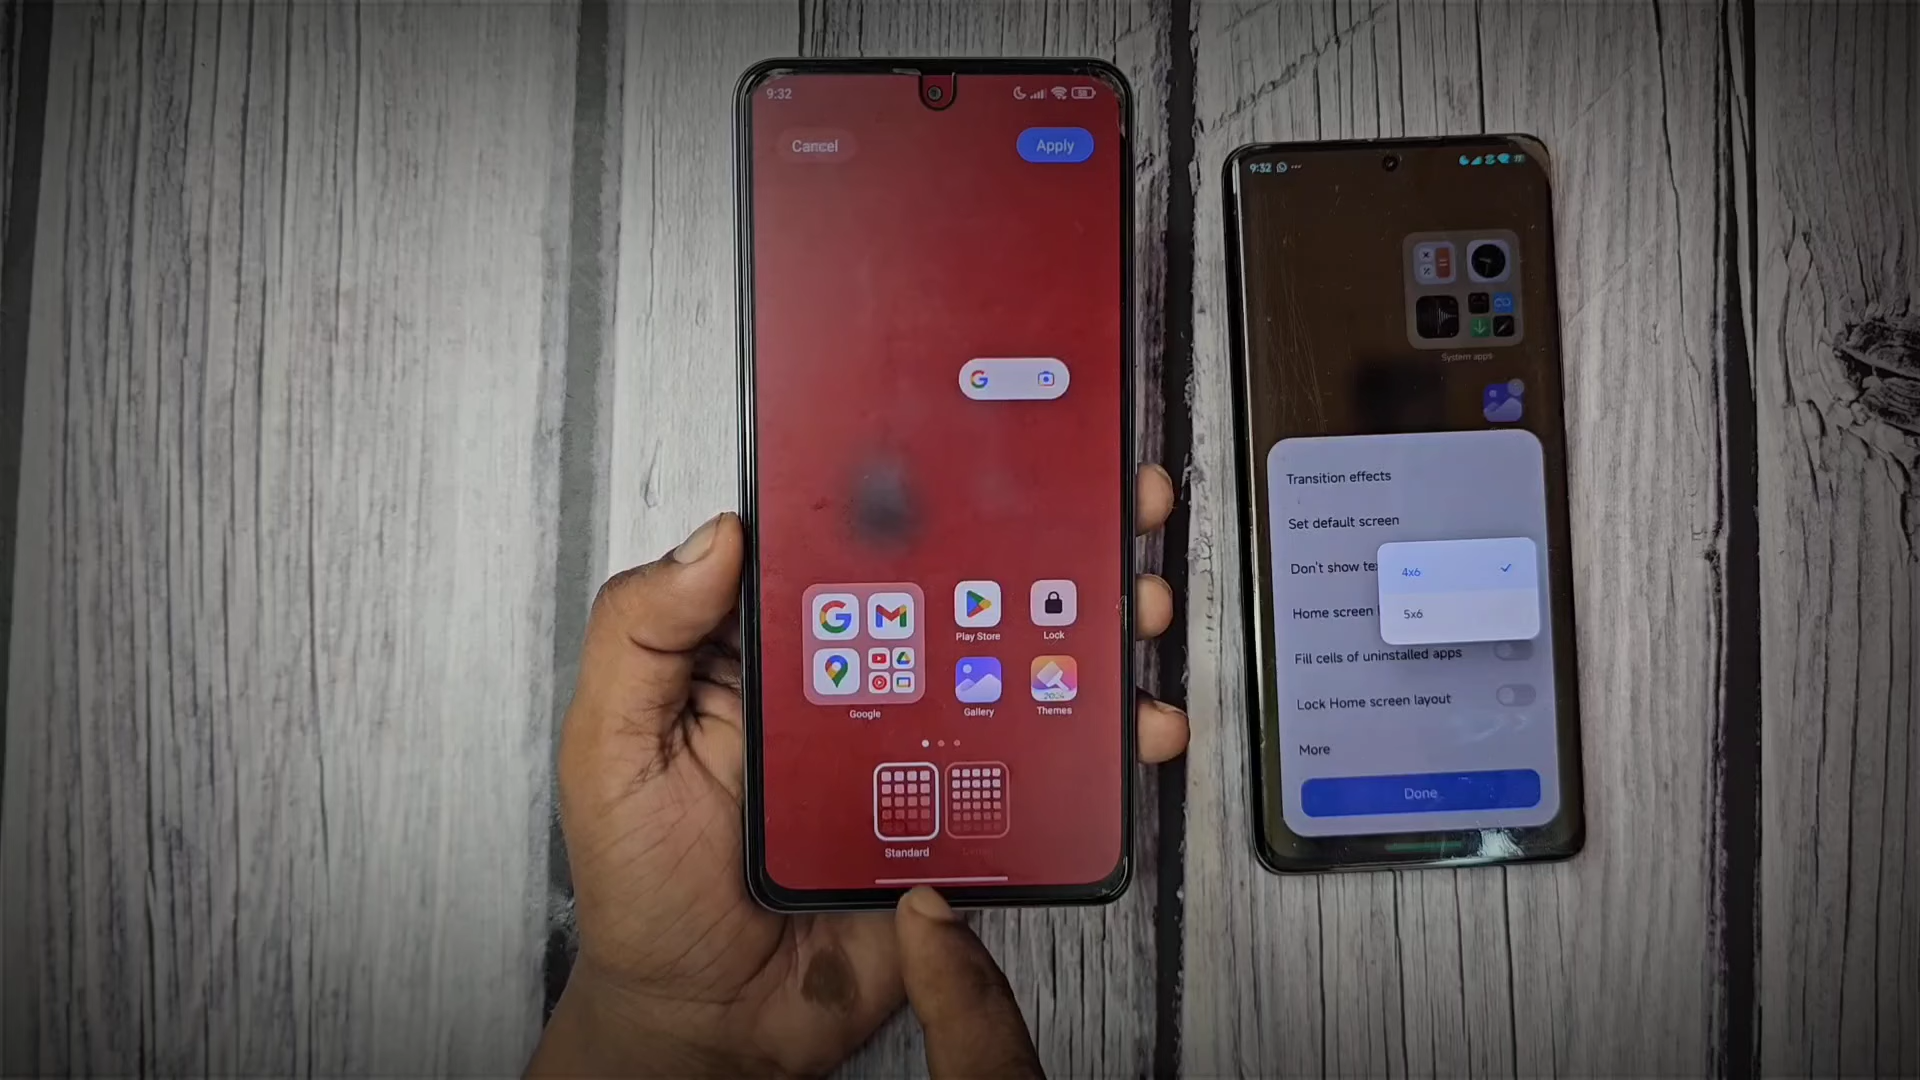 9:32
Cancel
Apply
Play Store
Lock
Google
Gallery
2024
Themes
Standard
9:32
System apps
Transition effects
Set default screen
Don't show
4x6
Home screen
5x6
Fill cells of uninstalled apps
Lock Home screen layout
More
Done